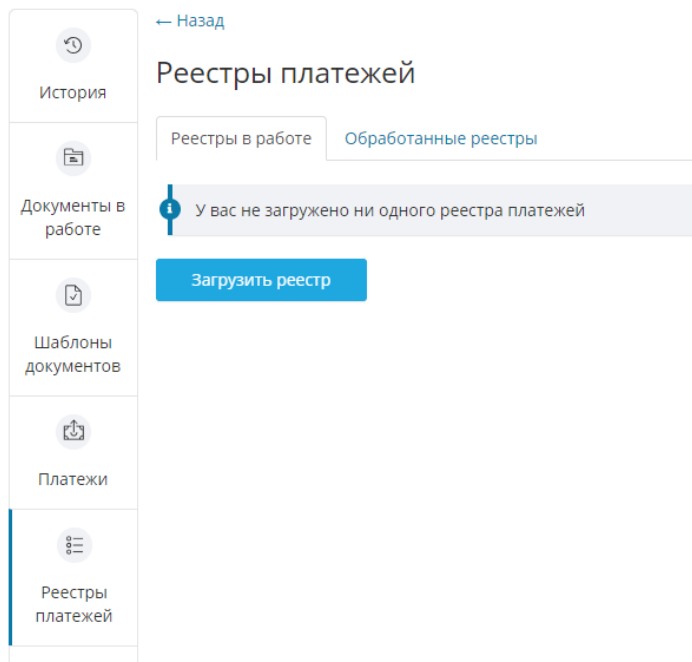 ← Назад
Реестры платежей
Реестры в работе
Обработанные реестры
У вас не загружено ни одного реестра платежей
Загрузить реестр
История
Документы в
работе
Шаблоны
документов
Платежи
Реестры
платежей